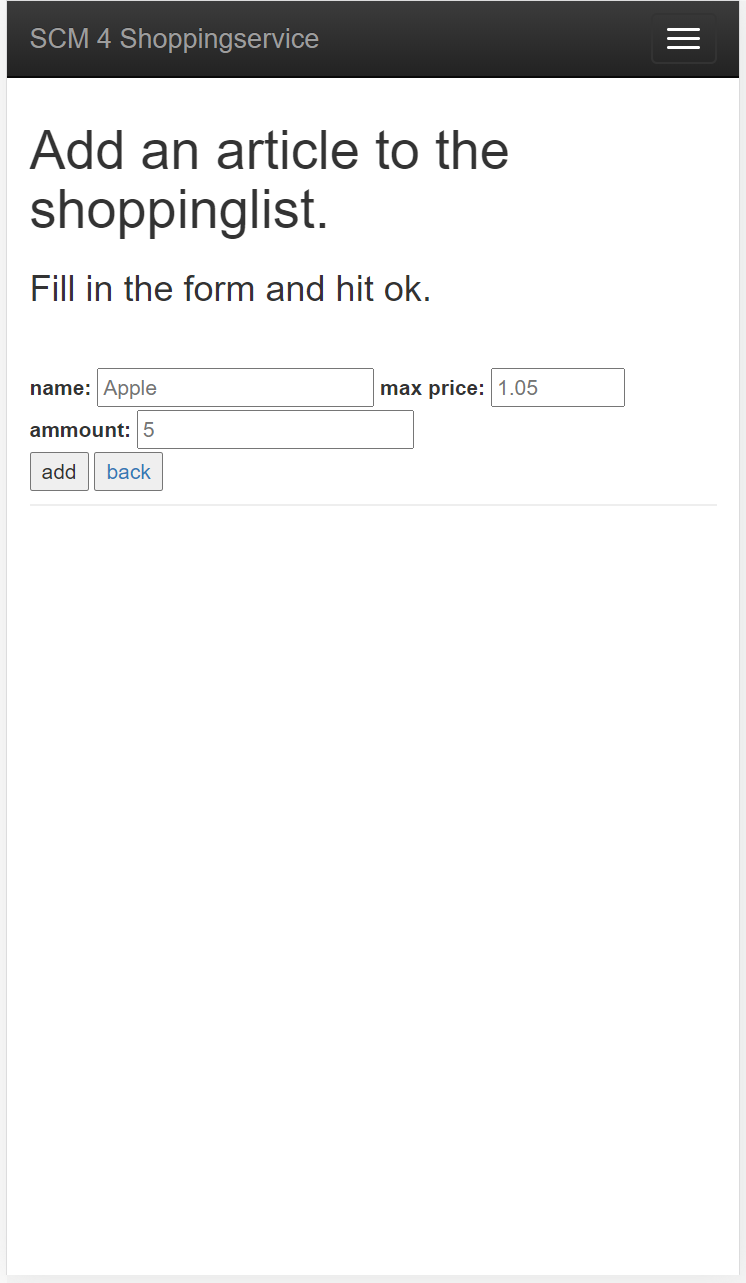 SCM 4 Shoppingservice
Add an article to the
shoppinglist.
Fill in the form and hit ok.
name: Apple max price: 1.05
ammount: 5
add back